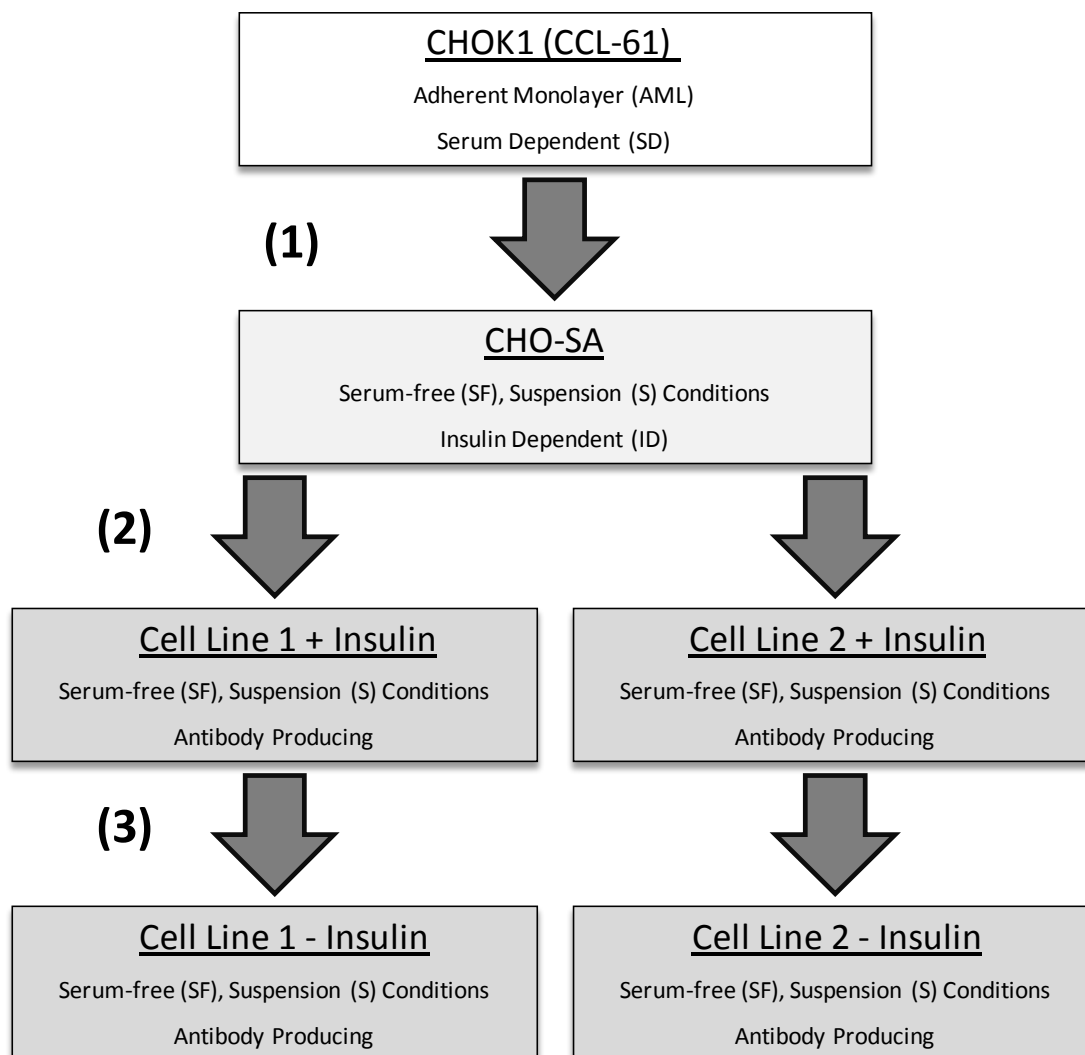 CHOK1 (CCL-61)
Adherent Monolayer (AML)
Serum Dependent (SD)
(1)
CHO-SA
Serum-free (SF), Suspension (S) Conditions
Insulin Dependent (ID)
(2)
Cell Line 1 + Insulin
Serum-free (SF), Suspension (S) Conditions
Antibody Producing
Cell Line 2 + Insulin
Serum-free (SF), Suspension (S) Conditions
Antibody Producing
(3)
Cell Line 1 - Insulin
Serum-free (SF), Suspension (S) Conditions
Antibody Producing
Cell Line 2 - Insulin
Serum-free (SF), Suspension (S) Conditions
Antibody Producing